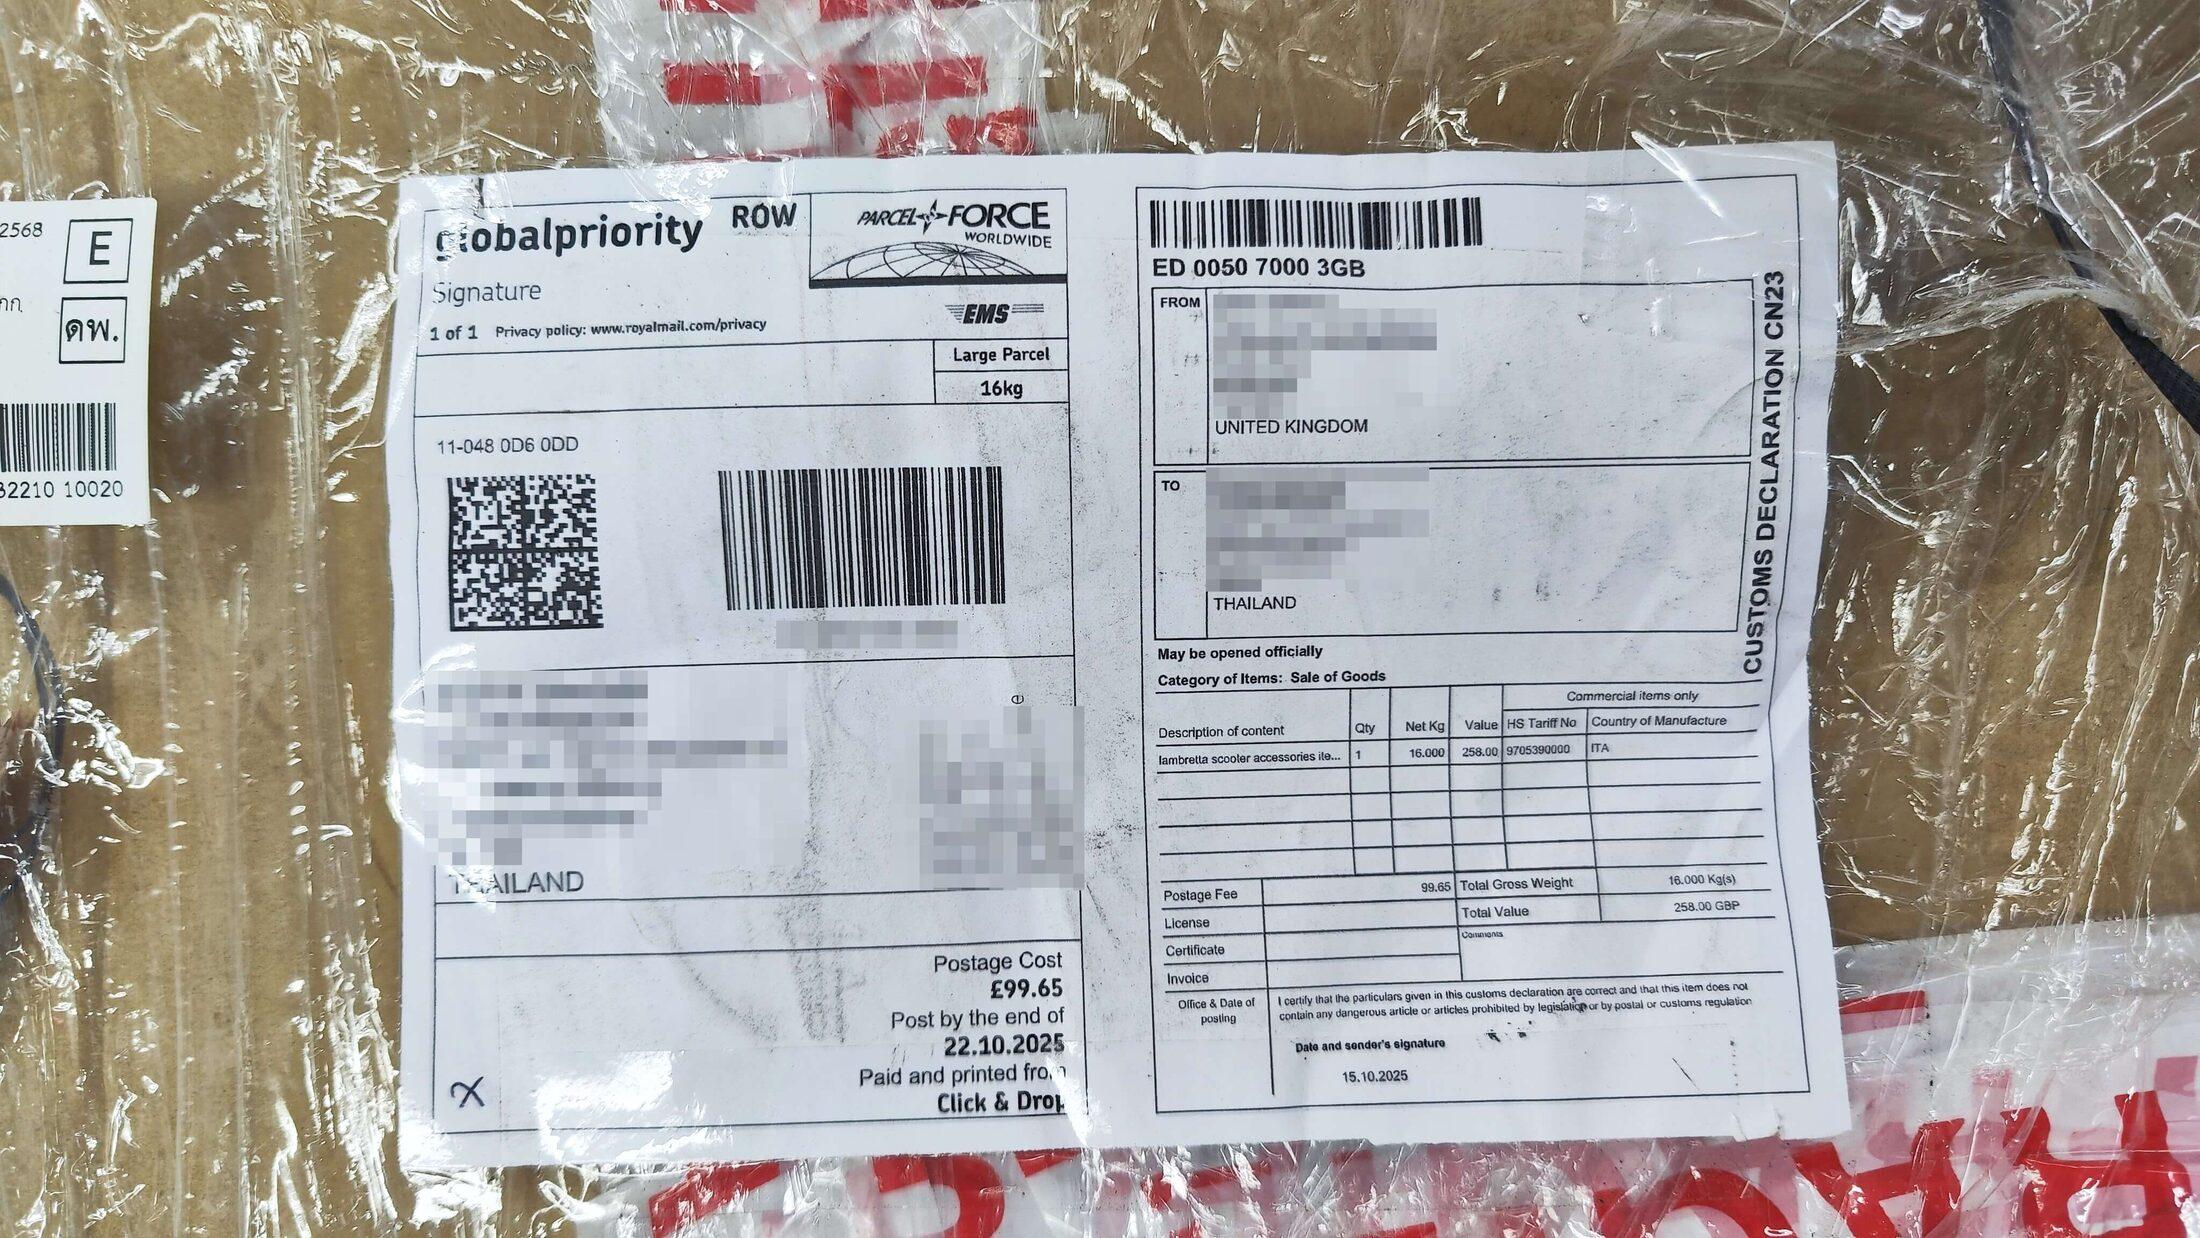 2568
E
ดพ.
10020
globalpriority ROW
PARCEL FORCE
WORLDWIDE
Signature
EMS
1 of 1 Privacy policy: www.royalmail.com/privacy
Large Parcel
16kg
11-048 0D6 0DD
THAILAND
Postage Cost
£99.65
Post by the end of
22.10.2025
Paid and printed from
Click & Drop
ED 0050 7000 3GB
FROM
UNITED KINGDOM
TO
THAILAND
CUSTOMS DECLARATION CN23
May be opened officially
Category of Items: Sale of Goods
Commercial items only
Description of content Qty Net Kg Value HS Tariff No Country of Manufacture
lambretta scooter accessories ite... 1 16.000 258.00 9705390000 ITA
Postage Fee 99.65 Total Gross Weight 16.000 Kg(s)
License Total Value 258.00 GBP
Certificate Comments
Invoice
Office & Date of posting
I certify that the particulars given in this customs declaration are correct and that this item does not
contain any dangerous article or articles prohibited by legislation or by postal or customs regulation
Date and sender's signature
15.10.2025